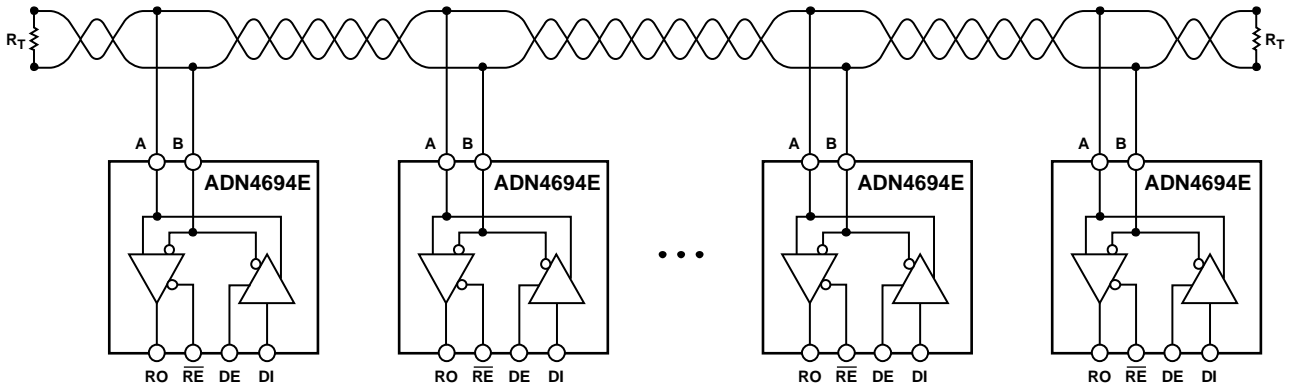 RT RT
A B A B A B A B
ADN4694E ADN4694E ADN4694E ADN4694E
RO RE DE DI RO RE DE DI RO RE DE DI RO RE DE DI